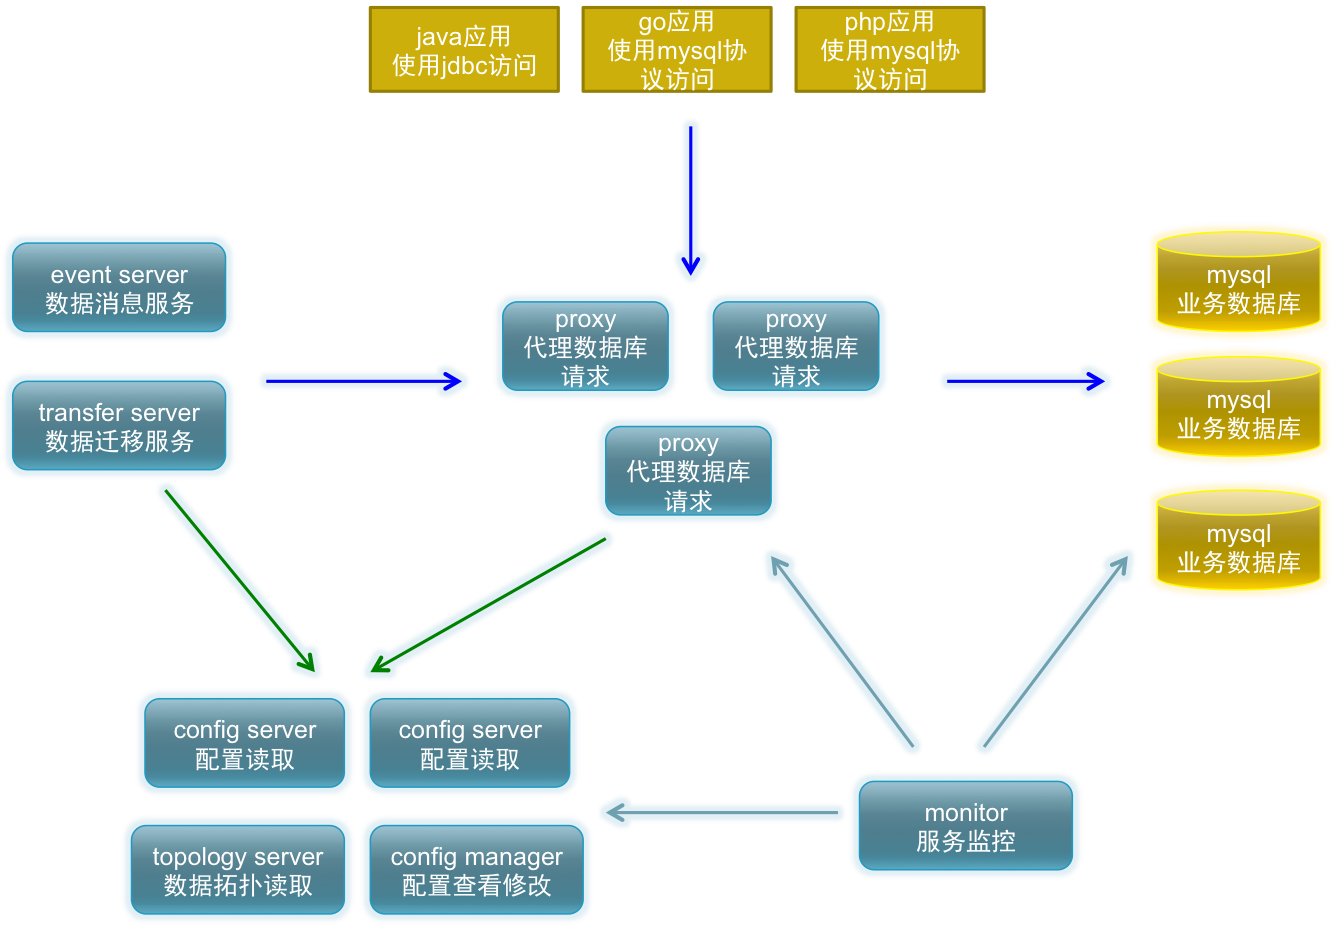 java应用
使用jdbc访问
go应用
使用mysql协
议访问
php应用
使用mysql协
议访问
event server
数据消息服务
transfer server
数据迁移服务
proxy
代理数据库
请求
proxy
代理数据库
请求
proxy
代理数据库
请求
mysql
业务数据库
mysql
业务数据库
mysql
业务数据库
config server
配置读取
config server
配置读取
topology server
数据拓扑读取
config manager
配置查看修改
monitor
服务监控